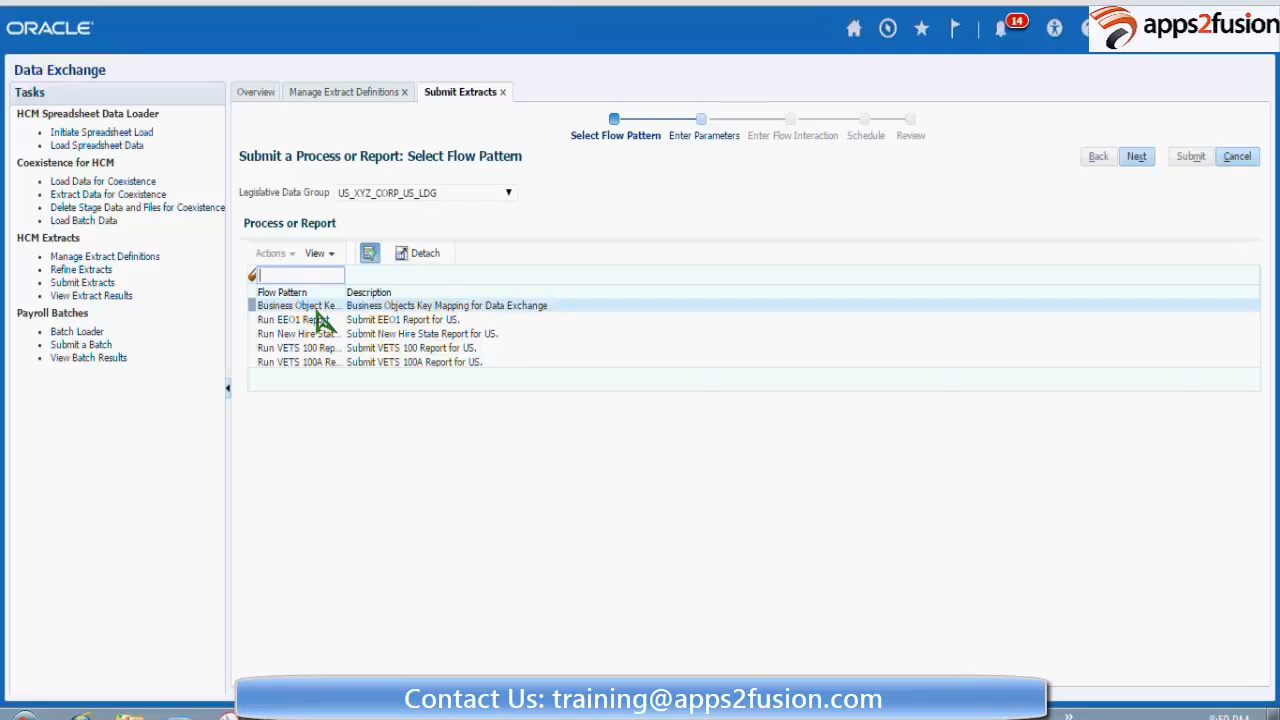 ORACLE
14
apps2fusion
Data Exchange
Tasks
HCM Spreadsheet Data Loader
Initiate Spreadsheet Load
Load Spreadsheet Data
Coexistence for HCM
Load Data for Coexistence
Extract Data for Coexistence
Delete Stage Data and Files for Coexistence
Load Batch Data
HCM Extracts
Manage Extract Definitions
Refine Extracts
Submit Extracts
View Extract Results
Payroll Batches
Batch Loader
Submit a Batch
View Batch Results
Overview Manage Extract Definitions x Submit Extracts x
Select Flow Pattern Enter Parameters Enter Flow Interaction Schedule Review
Submit a Process or Report: Select Flow Pattern
Back Next Submit Cancel
Legislative Data Group US_XYZ_CORP_US_LDG
Process or Report
Actions View Detach
Flow Pattern Description
Business Object Ke... Business Objects Key Mapping for Data Exchange
Run EEO1 Report Submit EEO1 Report for US.
Run New Hire Stat... Submit New Hire State Report for US.
Run VETS 100 Rep... Submit VETS 100 Report for US.
Run VETS 100A Re... Submit VETS 100A Report for US.
Contact Us: training@apps2fusion.com